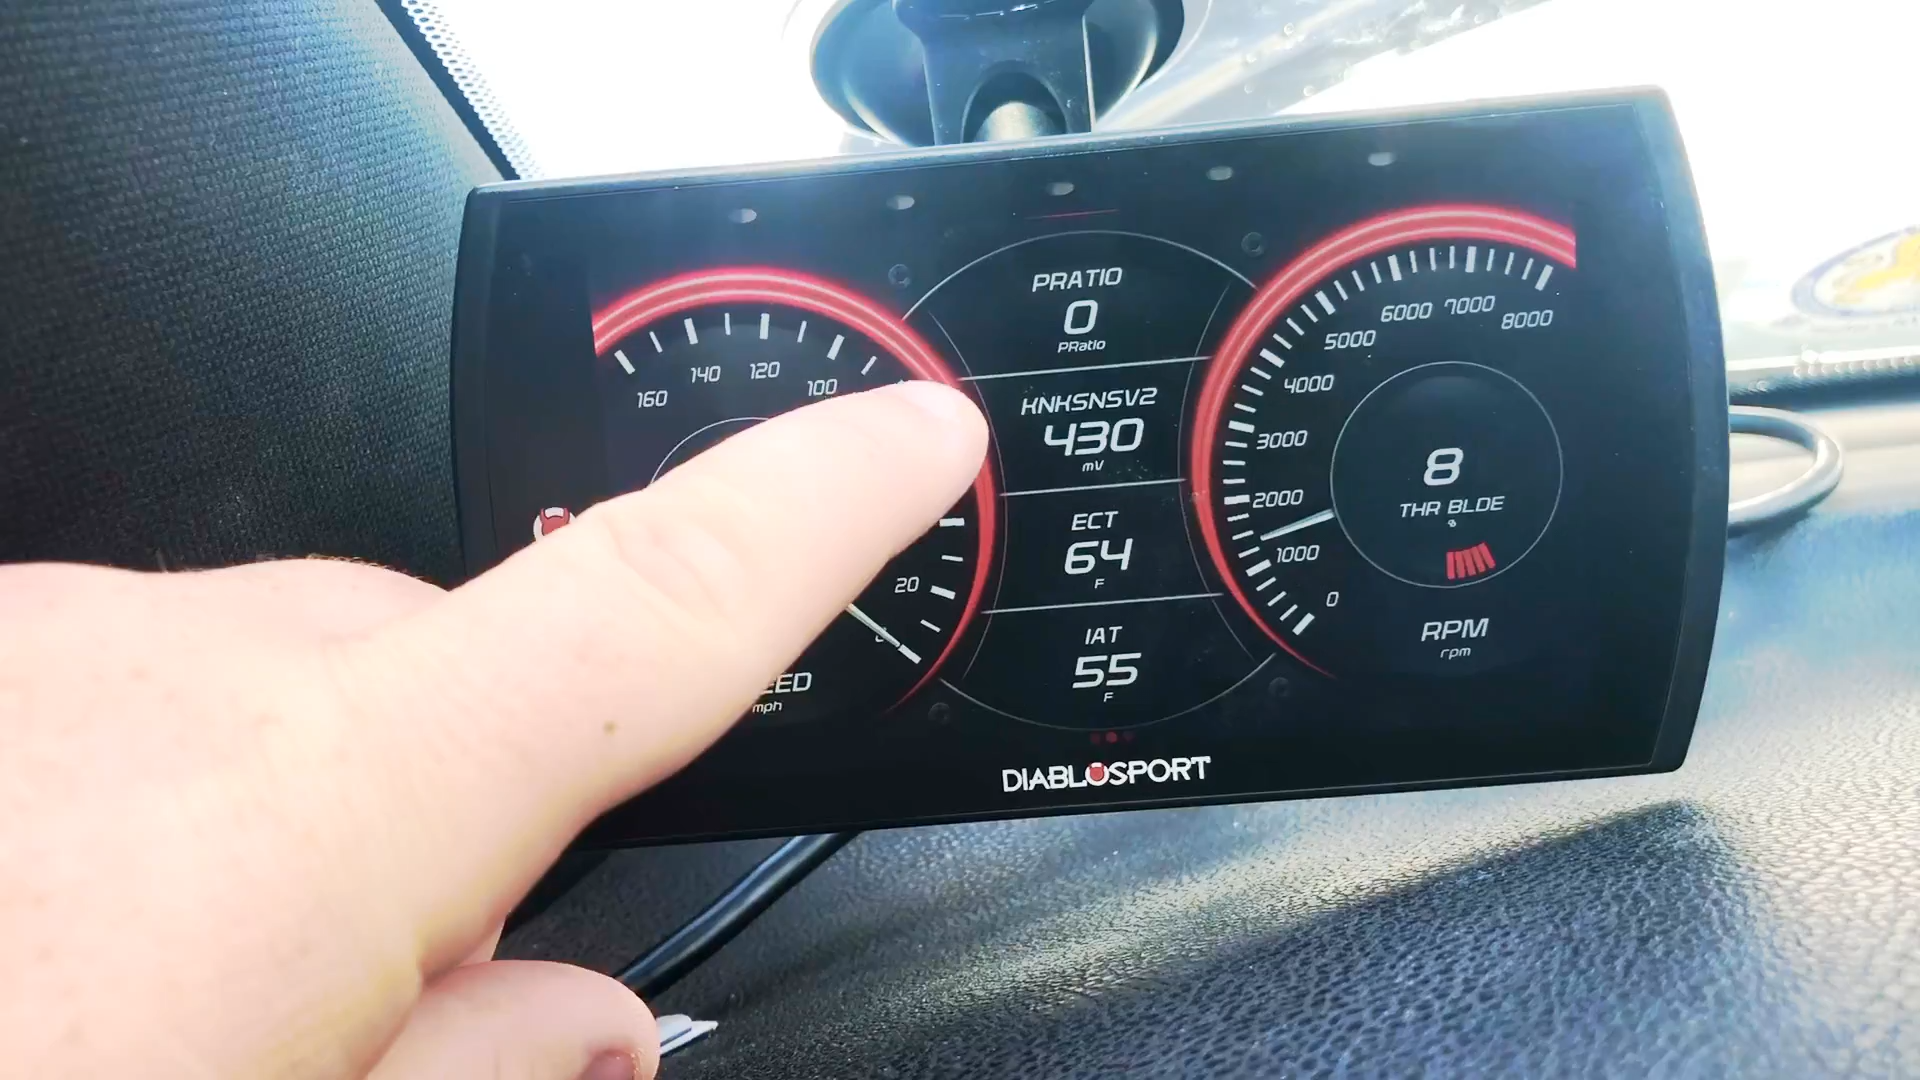 160
140
120
100
20
EED
mph
PRATIO
0
PRatio
KNKSNSV2
430
mV
ECT
64
F
IAT
55
F
8000
7000
6000
5000
4000
3000
2000
1000
0
8
THR BLDE
%
RPM
rpm
DIABLOSPORT